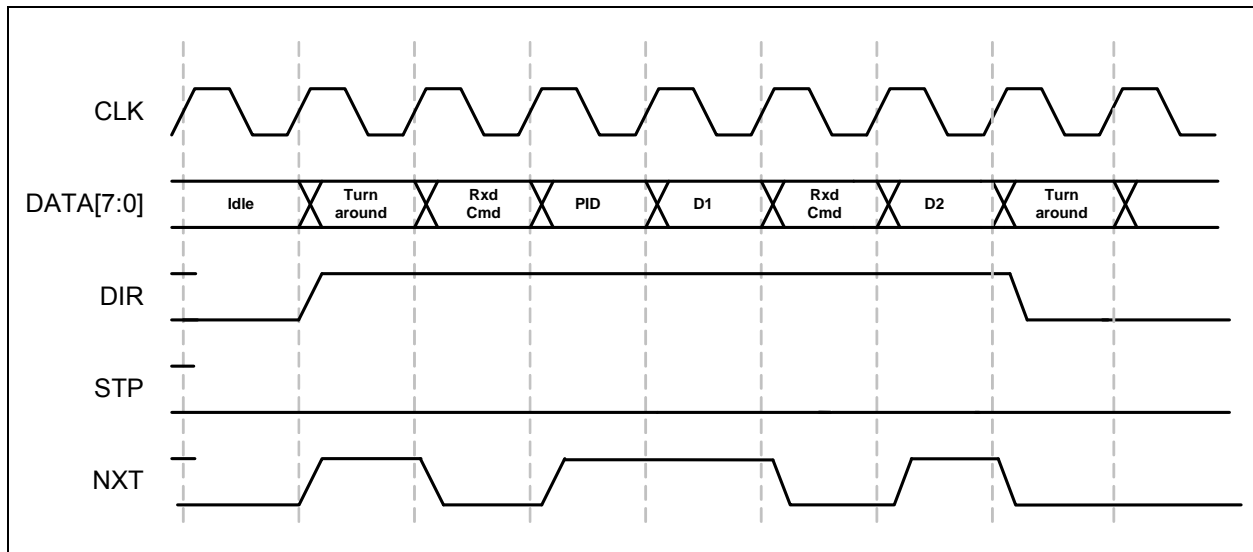 CLK
DATA[7:0]
Idle
Turn
around
Rxd
Cmd
PID
D1
Rxd
Cmd
D2
Turn
around
DIR
STP
NXT